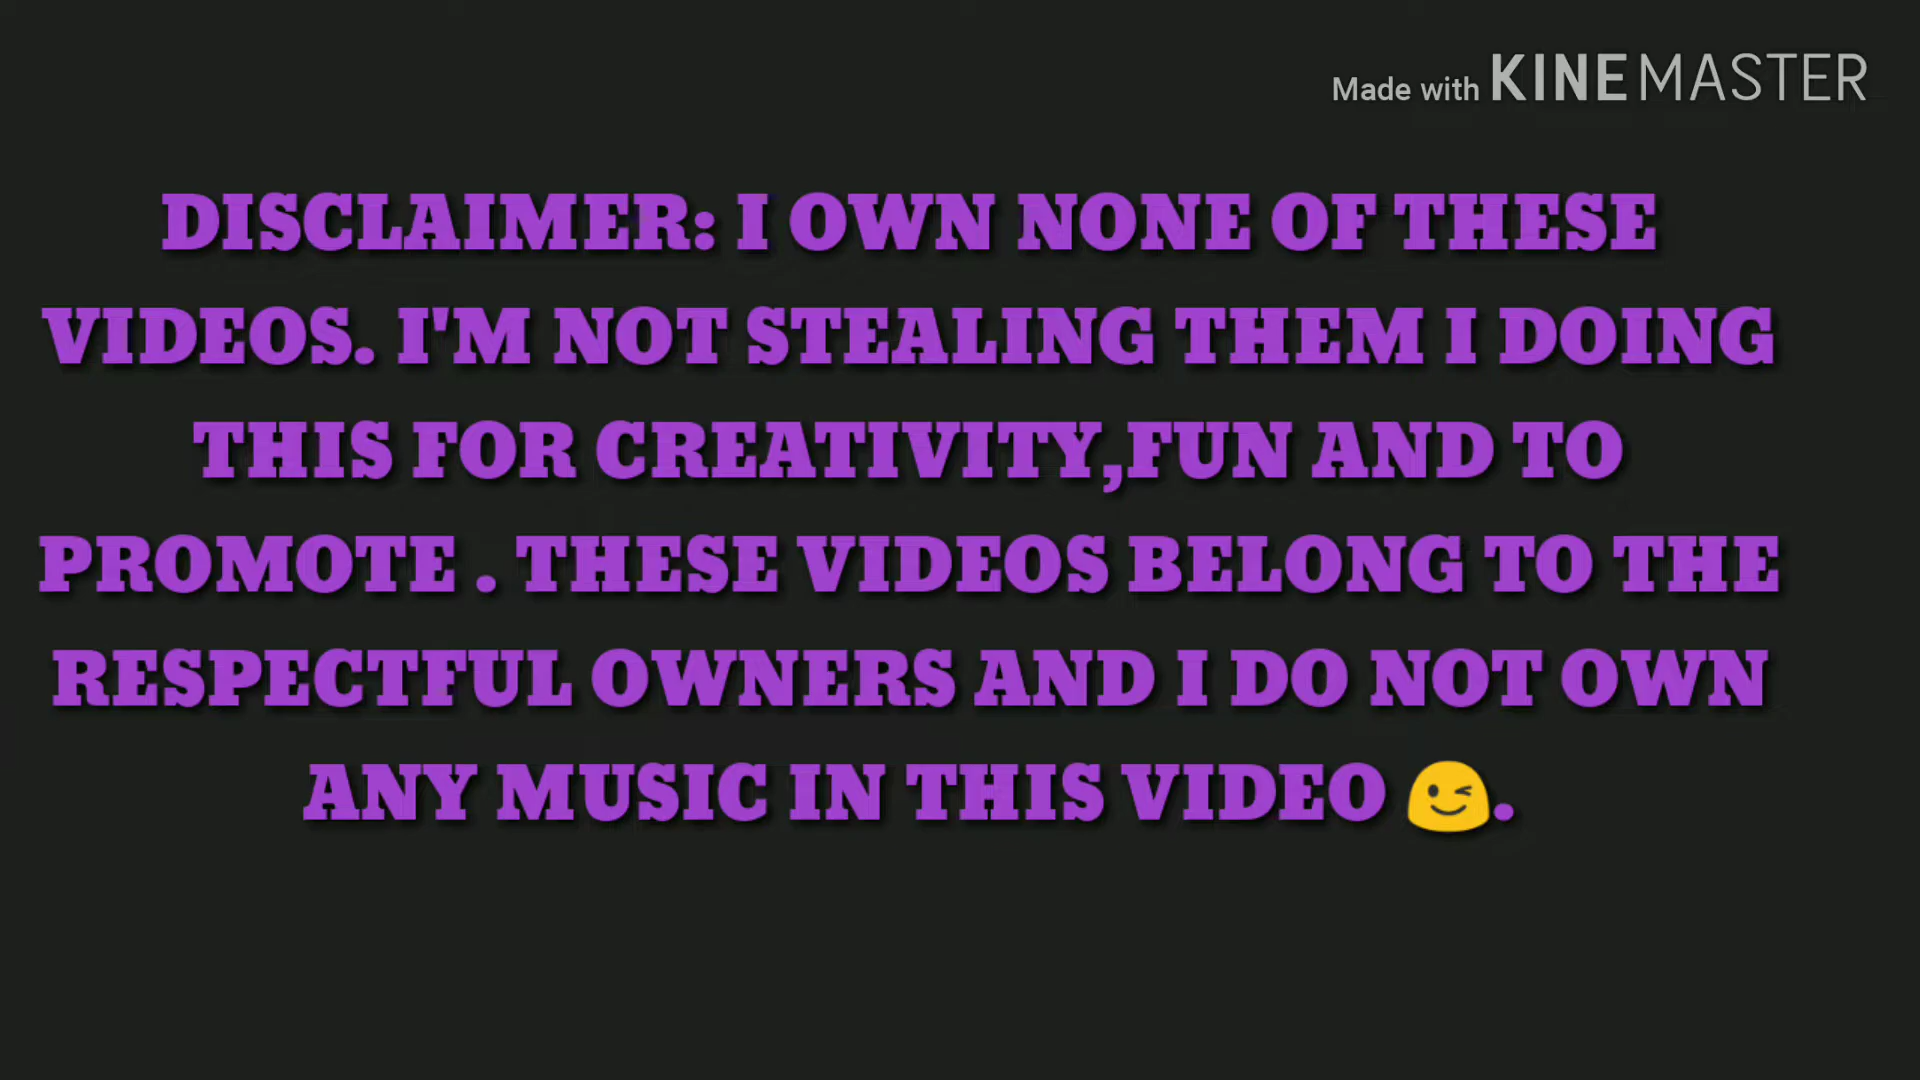 Made with KINEMASTER
DISCLAIMER: I OWN NONE OF THESE
VIDEOS. I'M NOT STEALING THEM I DOING
THIS FOR CREATIVITY,FUN AND TO
PROMOTE . THESE VIDEOS BELONG TO THE
RESPECTFUL OWNERS AND I DO NOT OWN
ANY MUSIC IN THIS VIDEO 😉.